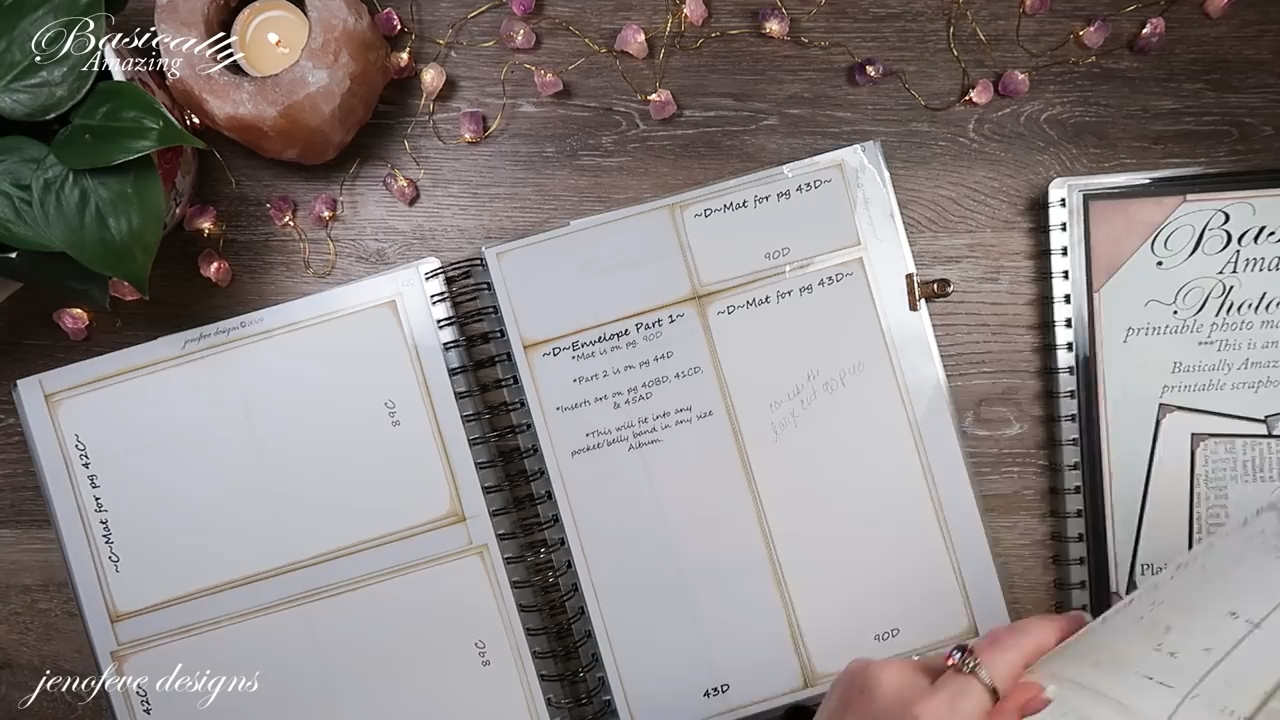 Basically
Amazing
jenofeve designs©2019
89C
~C~Mat for pg 42C~
89C
42C
~D~Mat for pg 43D~
90D
~D~Envelope Part 1~
*Mat is on pg. 90D
*Part 2 is on pg 44D
*Inserts are on pg 40BD, 41CD,
& 45AD
*This will fit into any
pocket/belly band in any size
Album.
43D
~D~Mat for pg 43D~
90D
Amaz
~Photo
printable photo m
***This is an
Basically Amaz
printable scrapbo
Plai
jenofeve designs